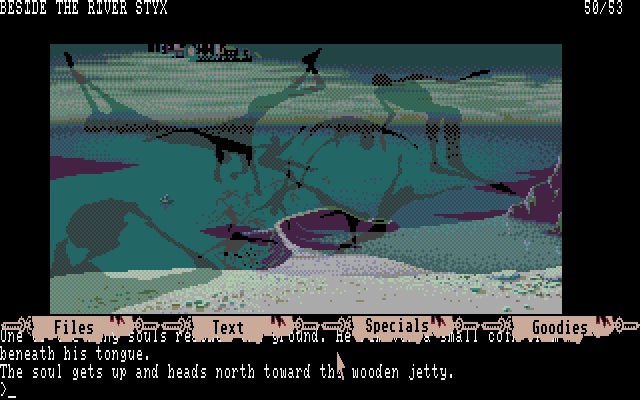 BESIDE THE RIVER STYX 50/53
Files Text Specials Goodies
beneath his tongue.
The soul gets up and heads north toward the wooden jetty.
>_